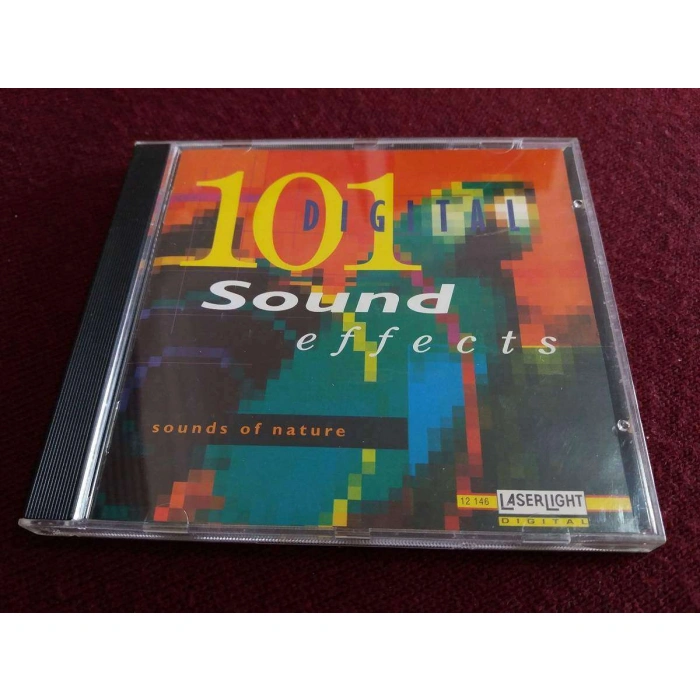 101 DIGITAL
Sound
effects
sounds of nature
12 146 LASERLIGHT
DIGITAL